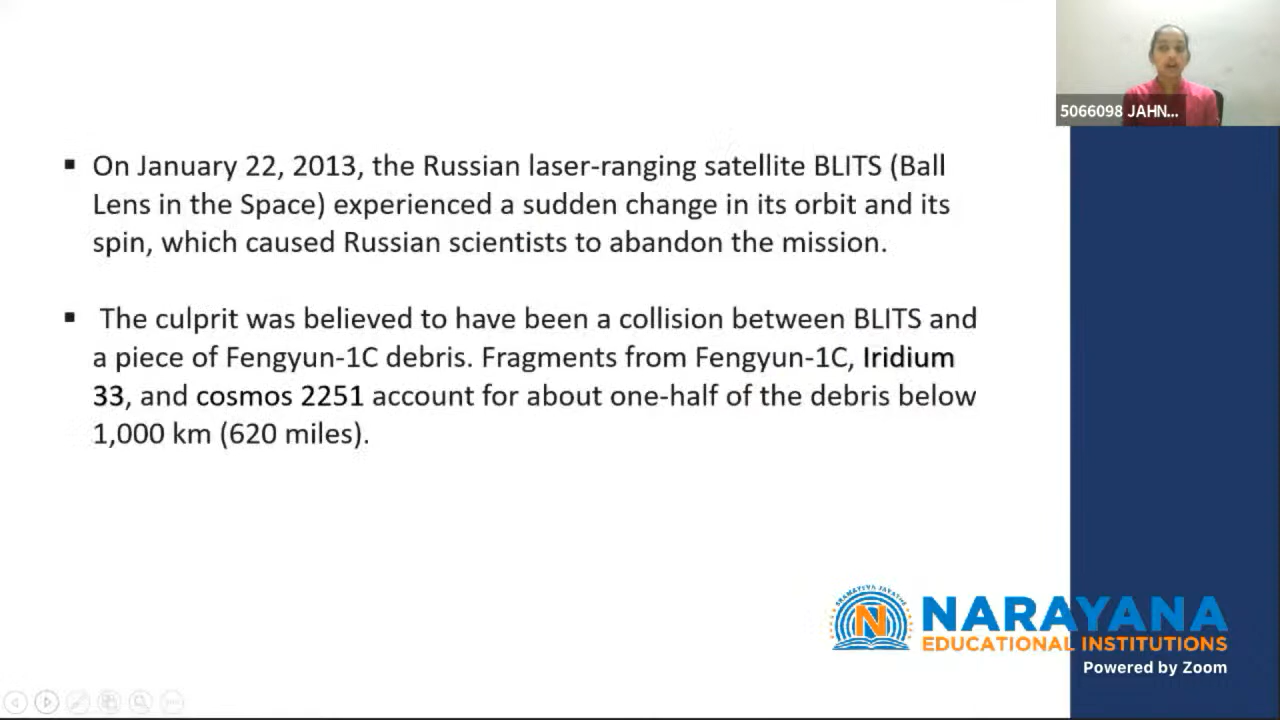 5066098 JAHN...
▪ On January 22, 2013, the Russian laser-ranging satellite BLITS (Ball
Lens in the Space) experienced a sudden change in its orbit and its
spin, which caused Russian scientists to abandon the mission.
▪ The culprit was believed to have been a collision between BLITS and
a piece of Fengyun-1C debris. Fragments from Fengyun-1C, Iridium
33, and cosmos 2251 account for about one-half of the debris below
1,000 km (620 miles).
N
NARAYANA
EDUCATIONAL INSTITUTIONS
Powered by Zoom